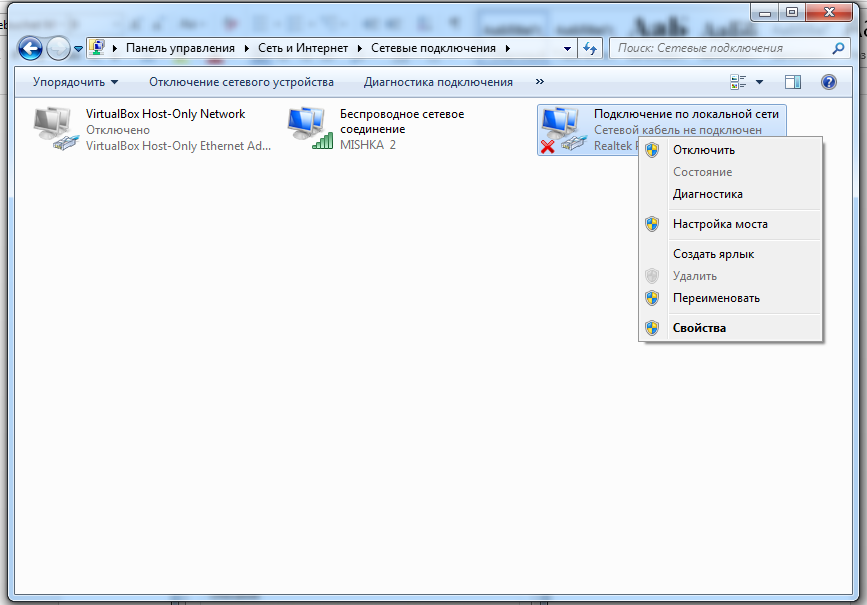 Панель управления Сеть и Интернет Сетевые подключения Поиск: Сетевые подключения
Упорядочить Отключение сетевого устройства Диагностика подключения »
VirtualBox Host-Only Network
Отключено
VirtualBox Host-Only Ethernet Ad...
Беспроводное сетевое
соединение
MISHKA 2
Подключение по локальной сети
Сетевой кабель не подключен
Realtek
Отключить
Состояние
Диагностика
Настройка моста
Создать ярлык
Удалить
Переименовать
Свойства